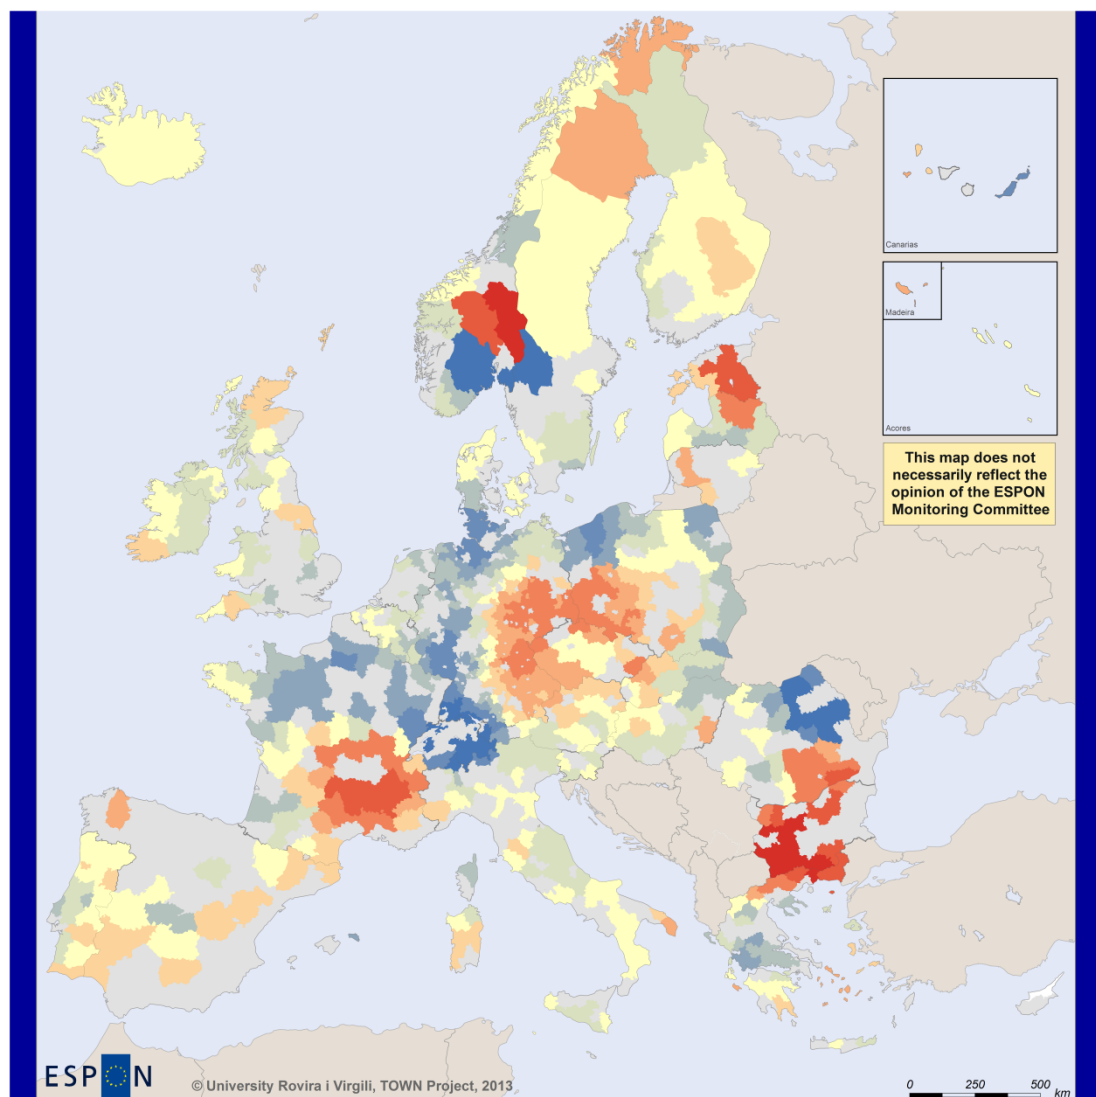 Canarias
Madeira
Acores
This map does not
necessarily reflect the
opinion of the ESPON
Monitoring Committee
ESPON
© University Rovira i Virgili, TOWN Project, 2013
0 250 500
km